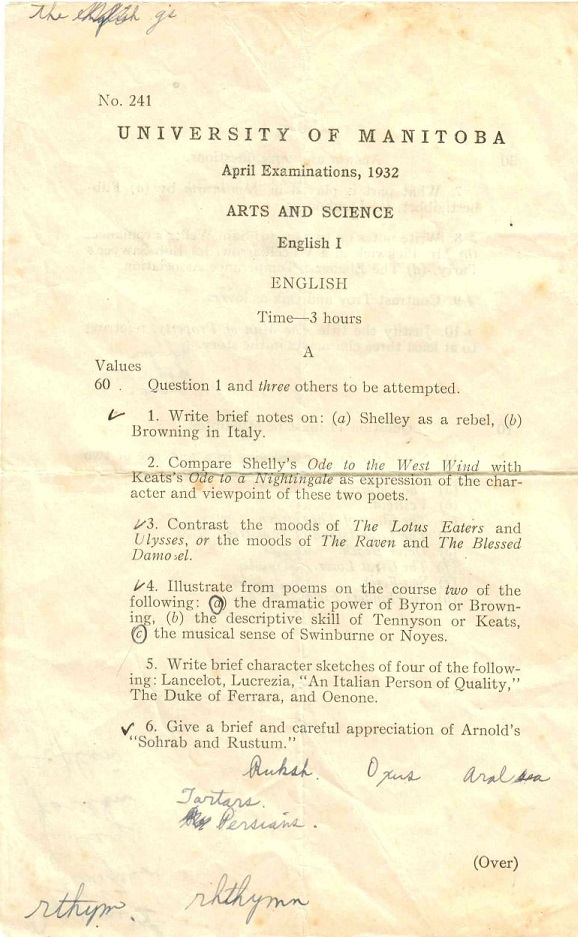 the English
No. 241
UNIVERSITY OF MANITOBA
April Examinations, 1932
ARTS AND SCIENCE
English I
ENGLISH
Time—3 hours
A
Values
60 . Question 1 and three others to be attempted.
✓ 1. Write brief notes on: (a) Shelley as a rebel, (b)
Browning in Italy.
2. Compare Shelly's Ode to the West Wind with
Keats's Ode to a Nightingale as expression of the char-
acter and viewpoint of these two poets.
✓3. Contrast the moods of The Lotus Eaters and
Ulysses, or the moods of The Raven and The Blessed
Damosel.
✓4. Illustrate from poems on the course two of the
following: (a) the dramatic power of Byron or Brown-
ing, (b) the descriptive skill of Tennyson or Keats,
(c) the musical sense of Swinburne or Noyes.
5. Write brief character sketches of four of the follow-
ing: Lancelot, Lucrezia, "An Italian Person of Quality,"
The Duke of Ferrara, and Oenone.
✓ 6. Give a brief and careful appreciation of Arnold's
"Sohrab and Rustum."
Ruksh. Oxus Aral sea
Tartars.
Persians.
(Over)
rthym. rhthymn